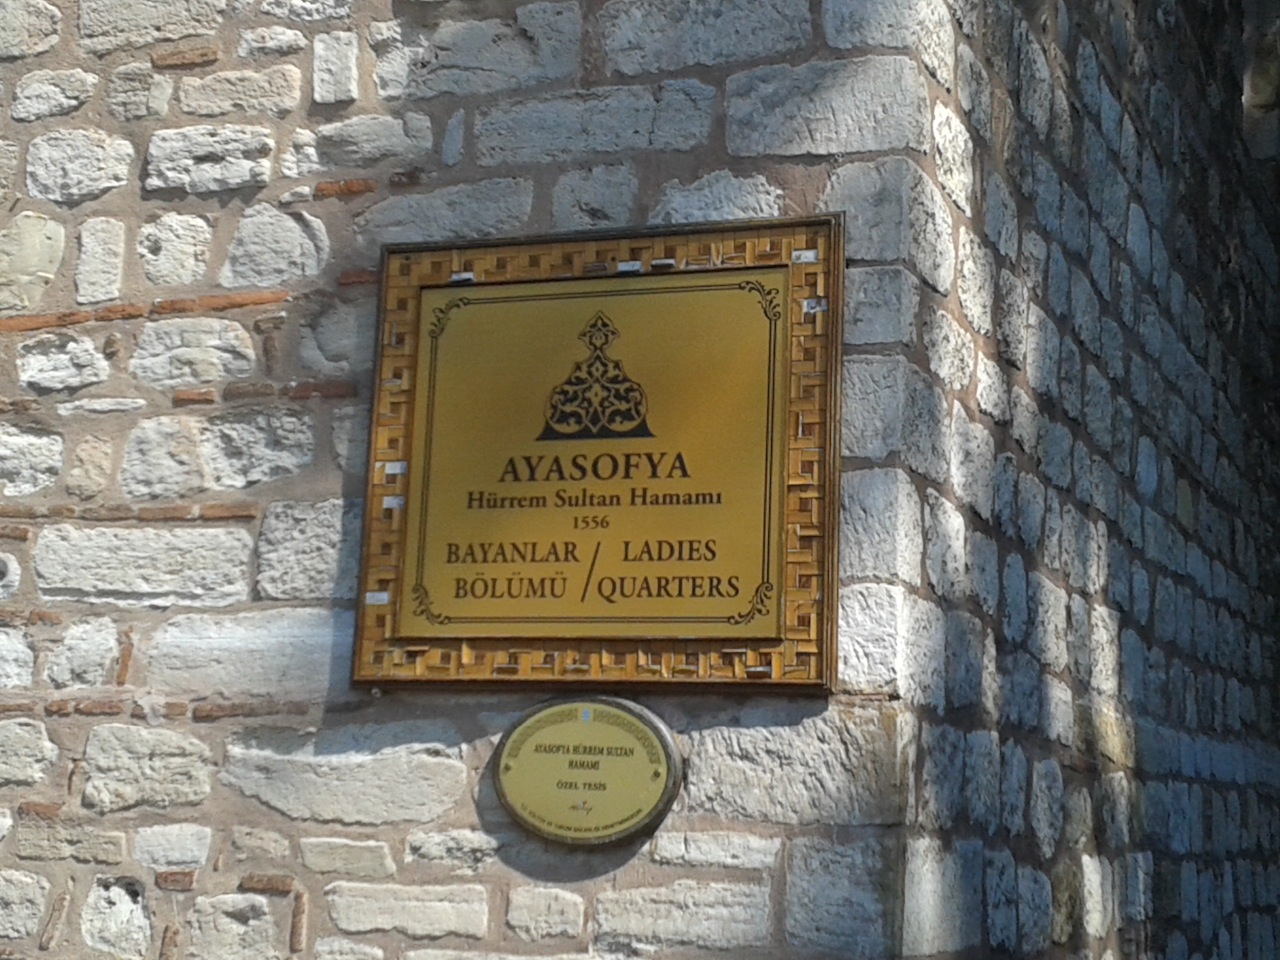 AYASOFYA
Hürrem Sultan Hamamı
1556
BAYANLAR / LADIES
BÖLÜMÜ / QUARTERS
AYASOFYA HÜRREM SULTAN
HAMAMI
ÖZEL TESİS